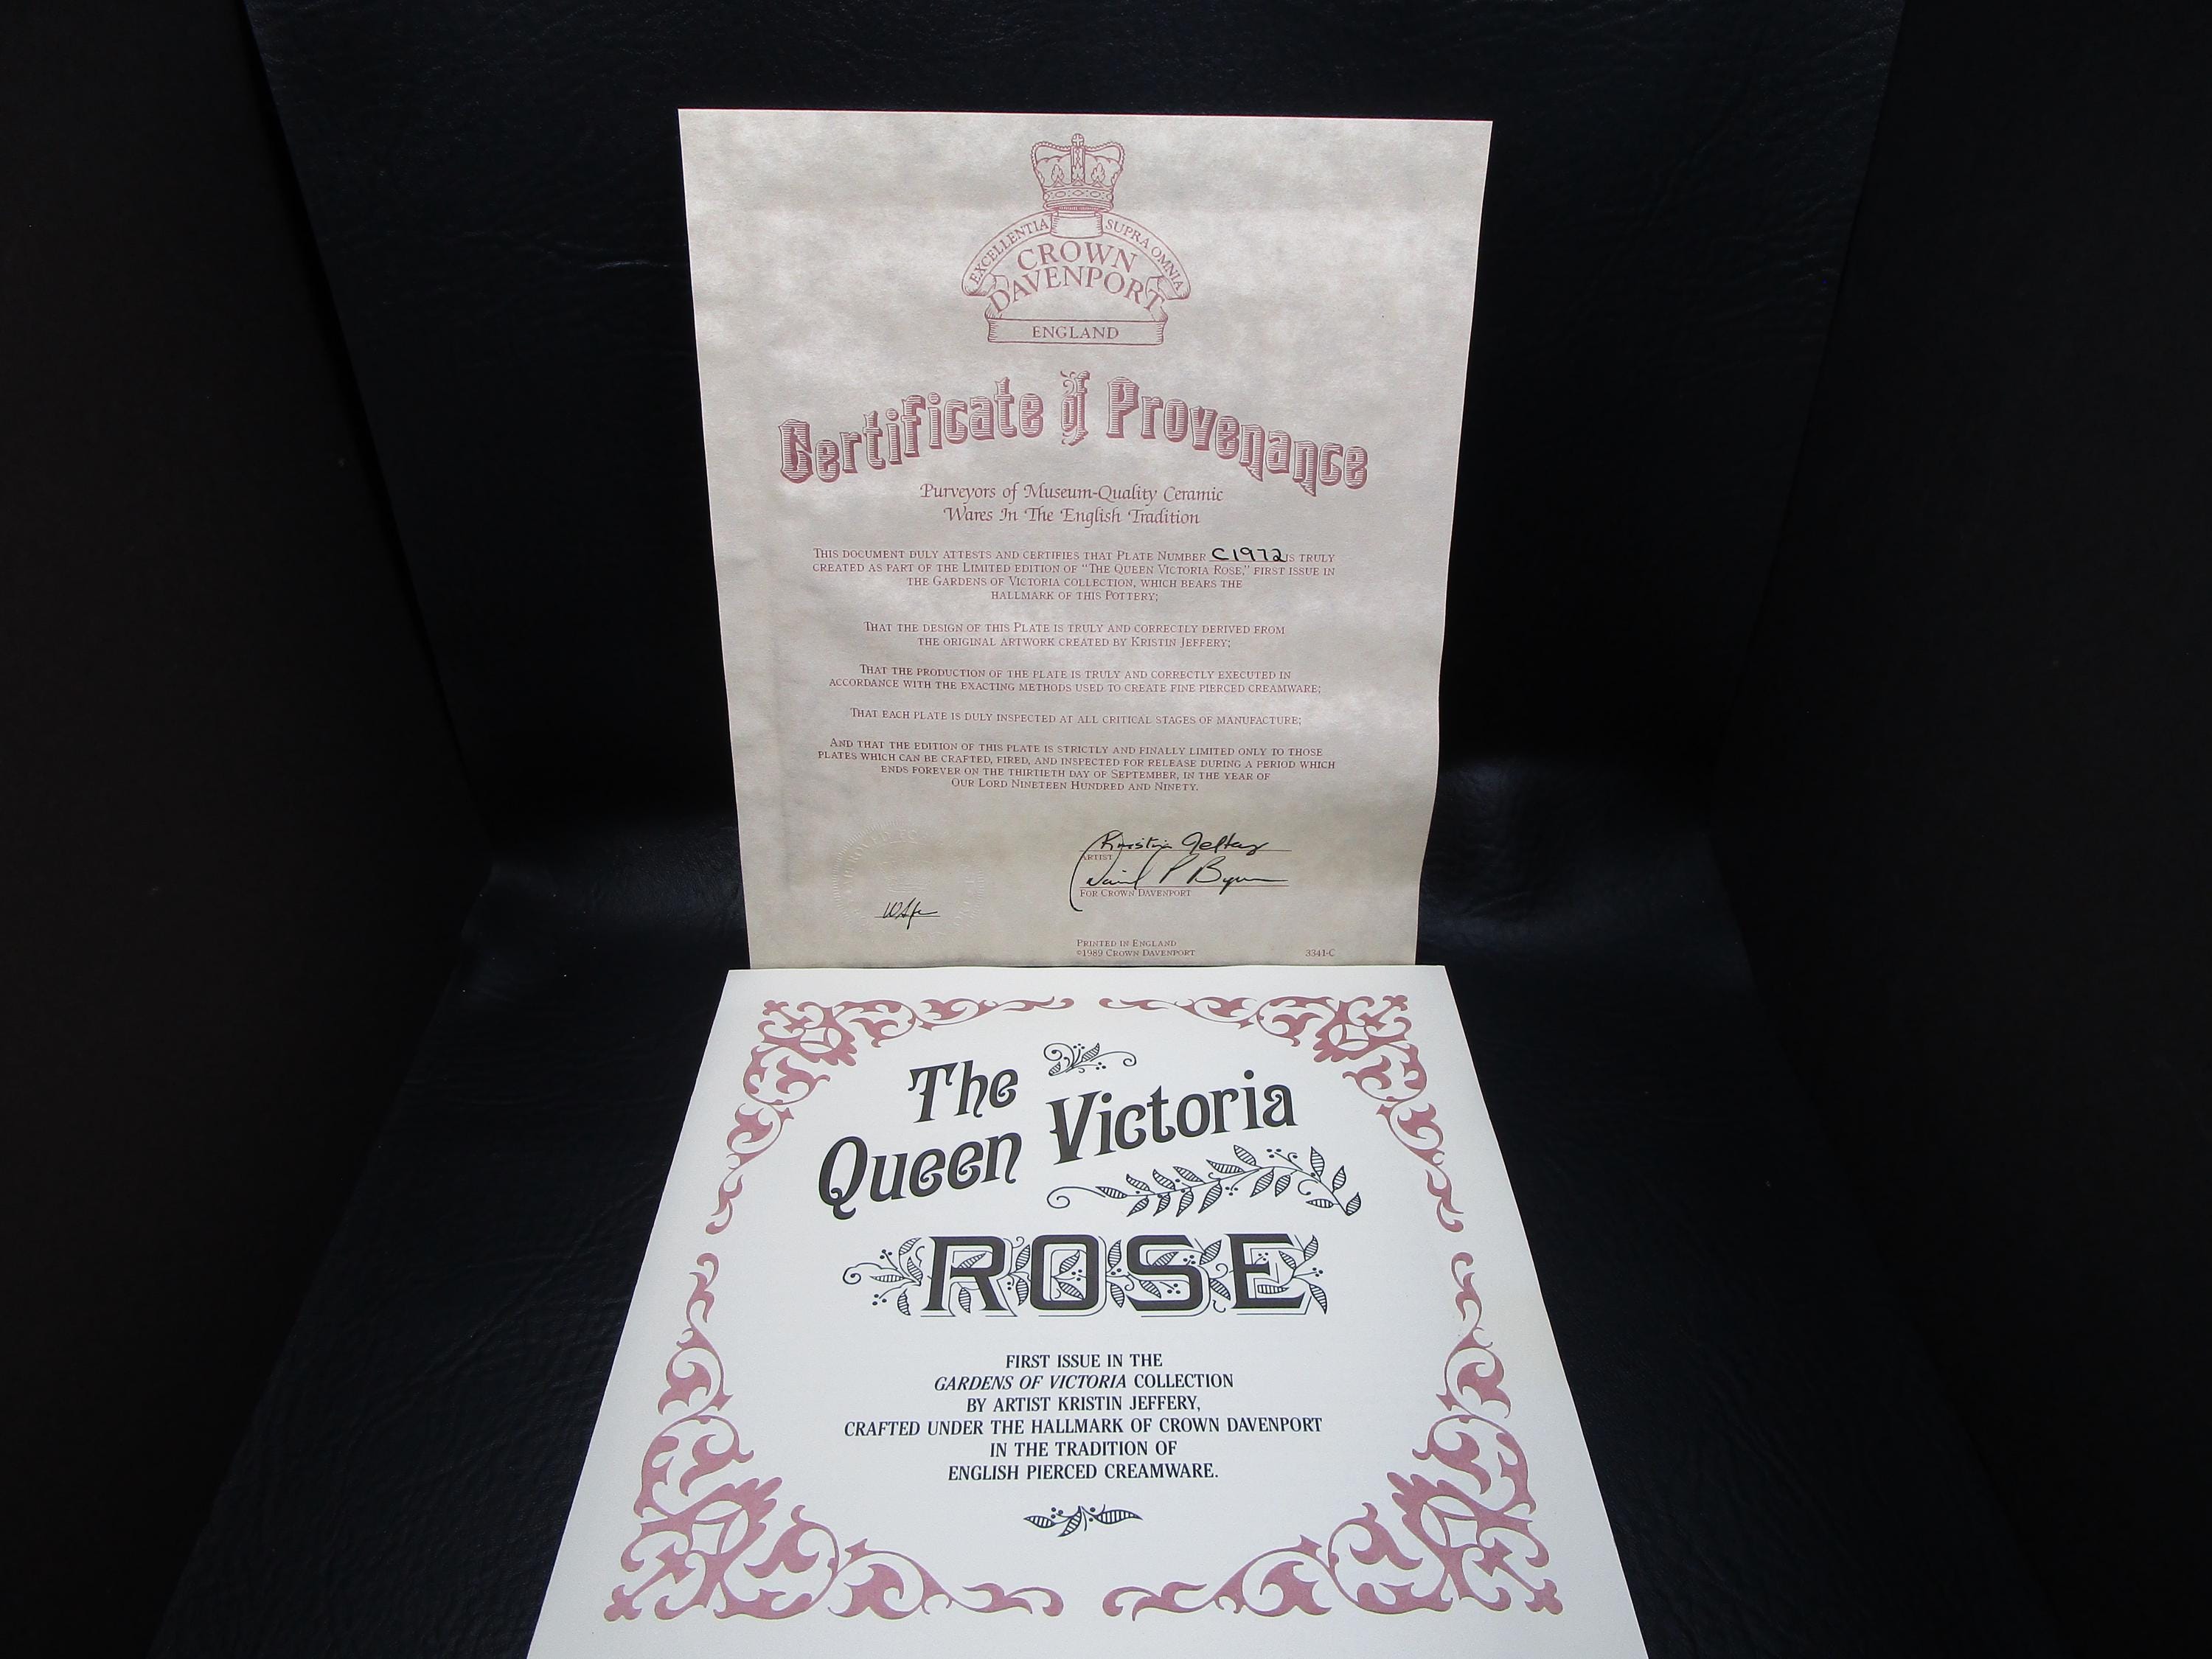 EXCELLENTIA SUPRA OMNIA
CROWN
DAVENPORT
ENGLAND
Certificate of Provenance
Purveyors of Museum-Quality Ceramic
Wares In The English Tradition
THIS DOCUMENT DULY ATTESTS AND CERTIFIES THAT PLATE NUMBER C1972 IS TRULY
CREATED AS PART OF THE LIMITED EDITION OF "THE QUEEN VICTORIA ROSE," FIRST ISSUE IN
THE GARDENS OF VICTORIA COLLECTION, WHICH BEARS THE
HALLMARK OF THIS POTTERY;
THAT THE DESIGN OF THIS PLATE IS TRULY AND CORRECTLY DERIVED FROM
THE ORIGINAL ARTWORK CREATED BY KRISTIN JEFFERY;
THAT THE PRODUCTION OF THE PLATE IS TRULY AND CORRECTLY EXECUTED IN
ACCORDANCE WITH THE EXACTING METHODS USED TO CREATE FINE PIERCED CREAMWARE;
THAT EACH PLATE IS DULY INSPECTED AT ALL CRITICAL STAGES OF MANUFACTURE;
AND THAT THE EDITION OF THIS PLATE IS STRICTLY AND FINALLY LIMITED ONLY TO THOSE
PLATES WHICH CAN BE CRAFTED, FIRED, AND INSPECTED FOR RELEASE DURING A PERIOD WHICH
ENDS FOREVER ON THE THIRTIETH DAY OF SEPTEMBER, IN THE YEAR OF
OUR LORD NINETEEN HUNDRED AND NINETY.
Kristin Jeffery
ARTIST
FOR CROWN DAVENPORT
PRINTED IN ENGLAND
©1989 CROWN DAVENPORT
3341-C
The
Queen Victoria
ROSE
FIRST ISSUE IN THE
GARDENS OF VICTORIA COLLECTION
BY ARTIST KRISTIN JEFFERY,
CRAFTED UNDER THE HALLMARK OF CROWN DAVENPORT
IN THE TRADITION OF
ENGLISH PIERCED CREAMWARE.